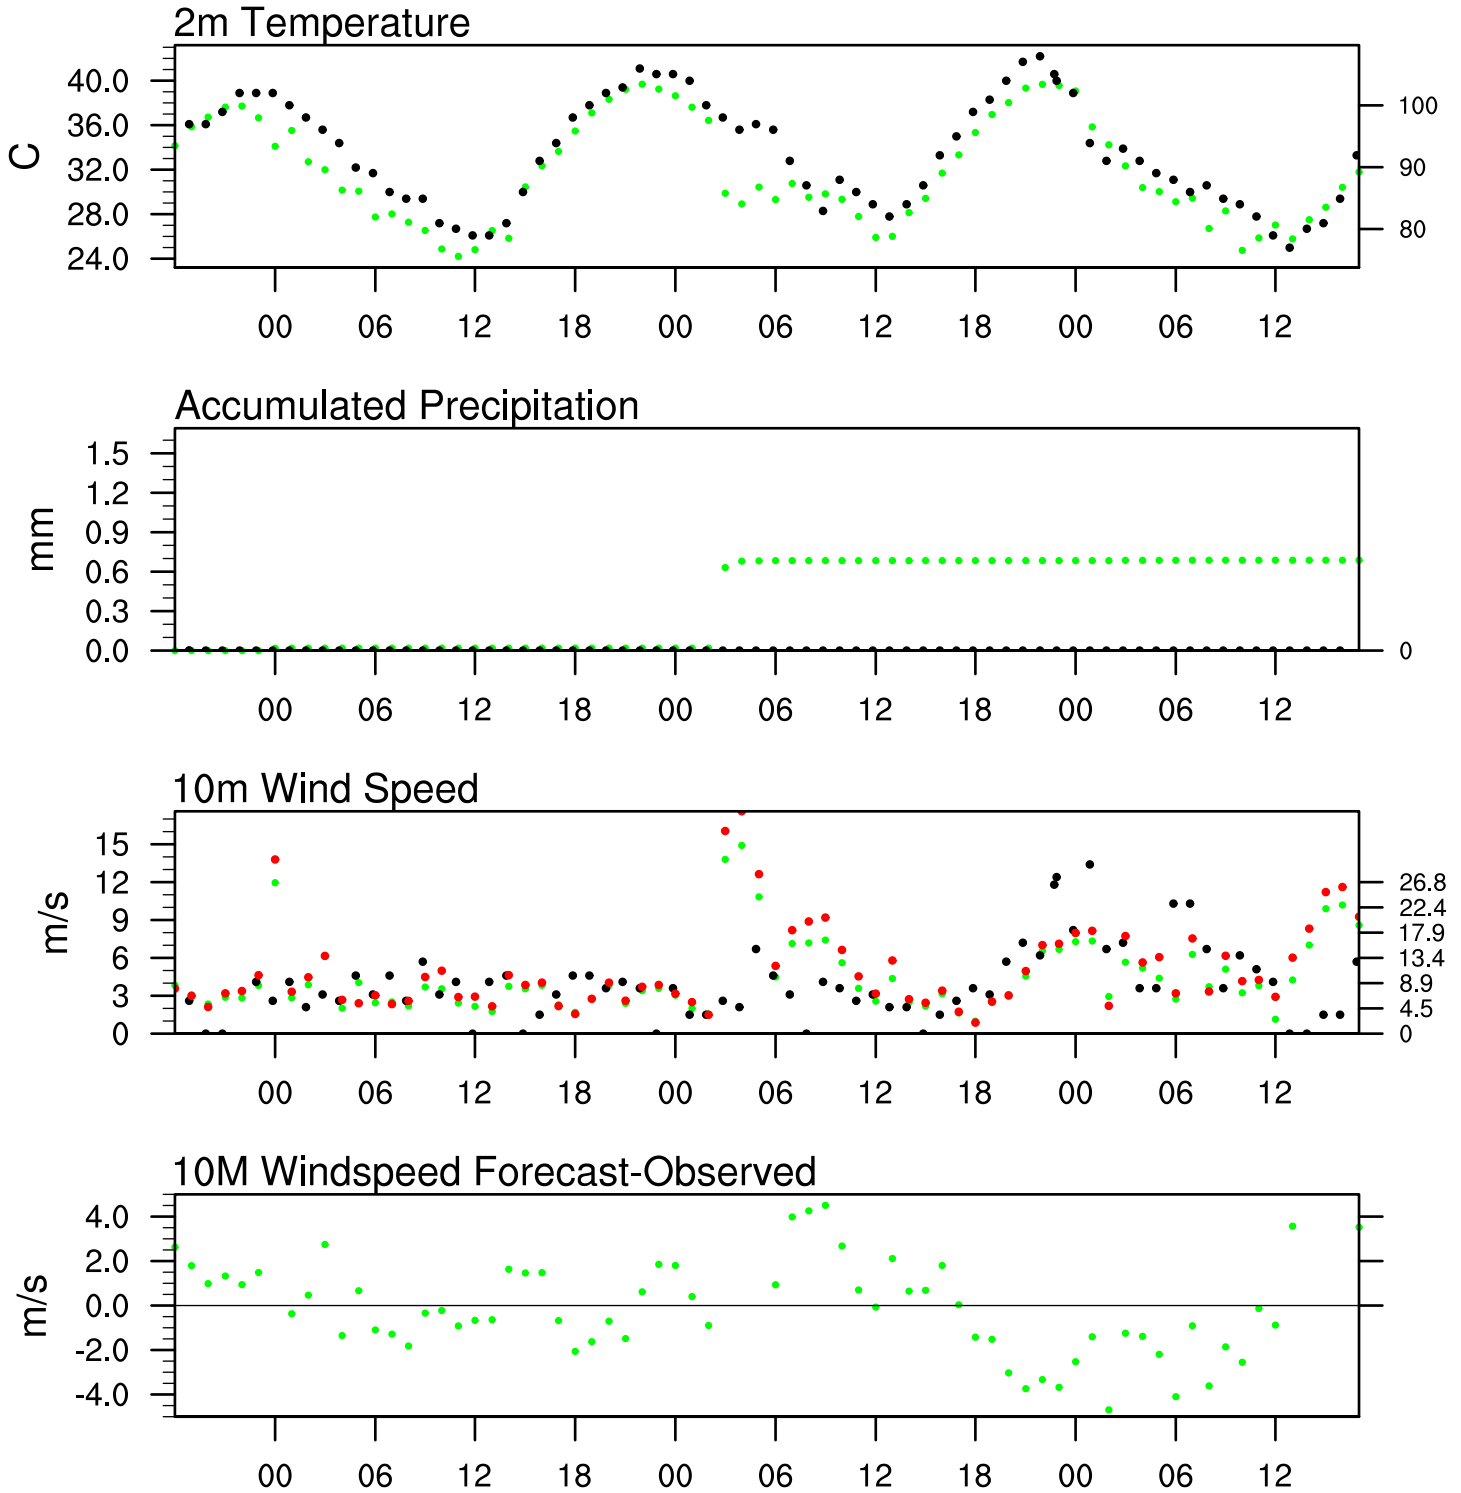 2m Temperature
40.0
36.0
32.0
28.0
24.0
C
100
90
80
00 06 12 18 00 06 12 18 00 06 12
Accumulated Precipitation
1.5
1.2
0.9
0.6
0.3
0.0
mm
0
00 06 12 18 00 06 12 18 00 06 12
10m Wind Speed
15
12
9
6
3
0
m/s
26.8
22.4
17.9
13.4
8.9
4.5
0
00 06 12 18 00 06 12 18 00 06 12
10M Windspeed Forecast-Observed
4.0
2.0
0.0
-2.0
-4.0
m/s
00 06 12 18 00 06 12 18 00 06 12